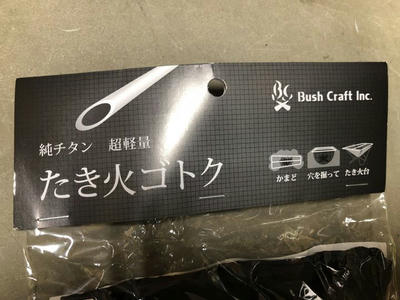 BC
Bush Craft Inc.
純チタン 超軽量
たき火ゴトク
かまど 穴を掘って たき火台